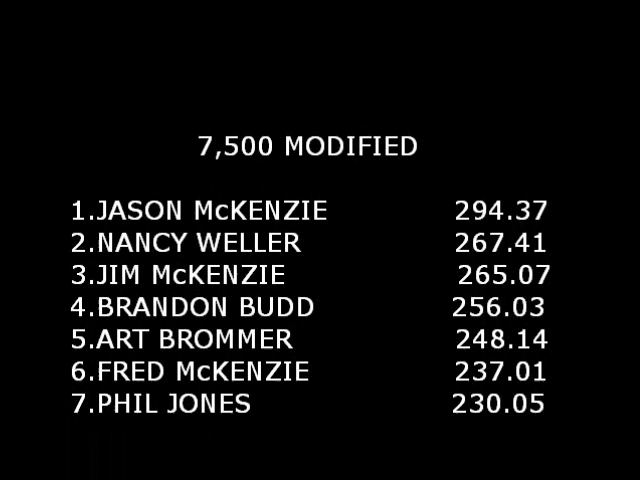 7,500 MODIFIED
1.JASON McKENZIE 294.37
2.NANCY WELLER 267.41
3.JIM McKENZIE 265.07
4.BRANDON BUDD 256.03
5.ART BROMMER 248.14
6.FRED McKENZIE 237.01
7.PHIL JONES 230.05